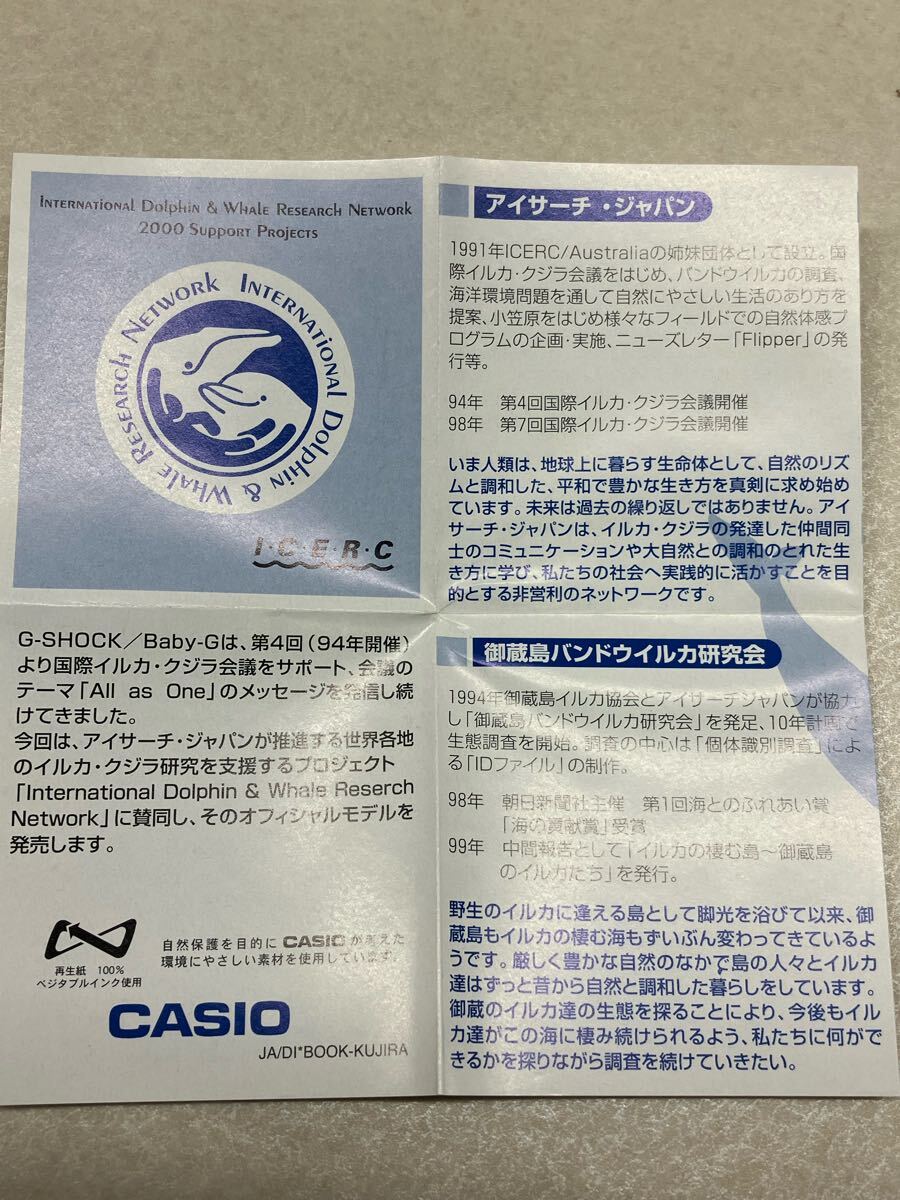 International Dolphin & Whale Research Network
2000 Support Projects
International Dolphin & Whale Research Network
I・C・E・R・C
G-SHOCK／Baby-Gは、第4回（94年開催）
より国際イルカ・クジラ会議をサポート、会議の
テーマ「All as One」のメッセージを発信し続
けてきました。
今回は、アイサーチ・ジャパンが推進する世界各地
のイルカ・クジラ研究を支援するプロジェクト
「International Dolphin & Whale Reserch
Network」に賛同し、そのオフィシャルモデルを
発売します。
再生紙 100%
ベジタブルインク使用
自然保護を目的に CASIO が考えた
環境にやさしい素材を使用しています。
CASIO
JA/DI*BOOK-KUJIRA
アイサーチ・ジャパン
1991年ICERC/Australiaの姉妹団体として設立。国
際イルカ・クジラ会議をはじめ、バンドウイルカの調査、
海洋環境問題を通して自然にやさしい生活のあり方を
提案、小笠原をはじめ様々なフィールドでの自然体感プ
ログラムの企画・実施、ニューズレター「Flipper」の発
行等。
94年 第4回国際イルカ・クジラ会議開催
98年 第7回国際イルカ・クジラ会議開催
いま人類は、地球上に暮らす生命体として、自然のリズ
ムと調和した、平和で豊かな生き方を真剣に求め始め
ています。未来は過去の繰り返しではありません。アイ
サーチ・ジャパンは、イルカ・クジラの発達した仲間同
士のコミュニケーションや大自然との調和のとれた生
き方に学び、私たちの社会へ実践的に活かすことを目
的とする非営利のネットワークです。
御蔵島バンドウイルカ研究会
1994年御蔵島イルカ協会とアイサーチジャパンが協力
し「御蔵島バンドウイルカ研究会」を発足、10年計画で
生態調査を開始。調査の中心は「個体識別調査」によ
る「IDファイル」の制作。
98年 朝日新聞社主催 第1回海とのふれあい賞
「海の貢献賞」受賞
99年 中間報告として「イルカの棲む島〜御蔵島
のイルカたち」を発行。
野生のイルカに逢える島として脚光を浴びて以来、御
蔵島もイルカの棲む海もずいぶん変わってきているよ
うです。厳しく豊かな自然のなかで島の人々とイルカ
達はずっと昔から自然と調和した暮らしをしています。
御蔵のイルカ達の生態を探ることにより、今後もイル
カ達がこの海に棲み続けられるよう、私たちに何がで
きるかを探りながら調査を続けていきたい。